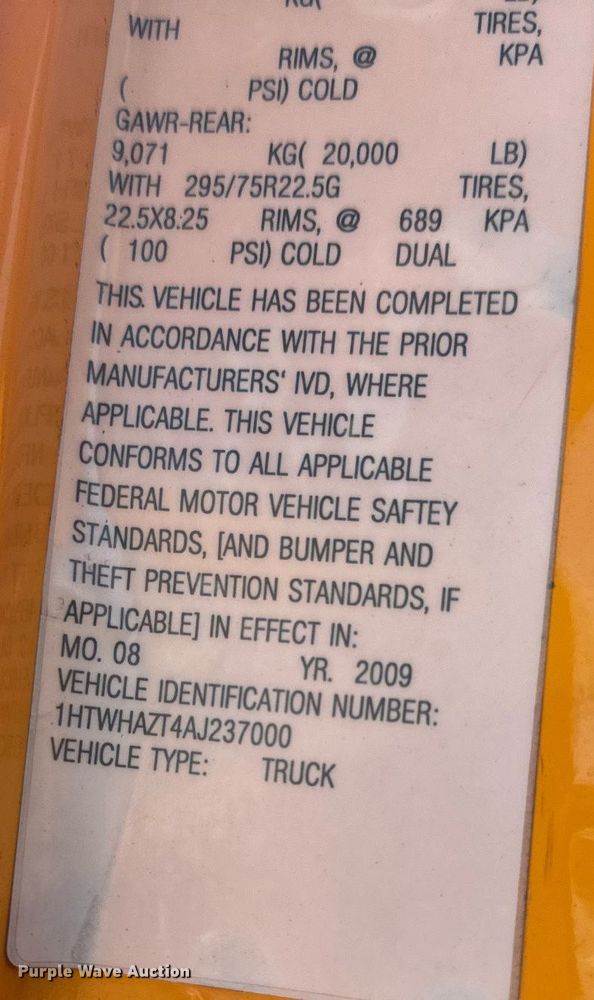 WITH TIRES,
RIMS, @ KPA
( PSI) COLD
GAWR-REAR:
9,071 KG( 20,000 LB)
WITH 295/75R22.5G TIRES,
22.5X8.25 RIMS, @ 689 KPA
( 100 PSI) COLD DUAL
THIS. VEHICLE HAS BEEN COMPLETED
IN ACCORDANCE WITH THE PRIOR
MANUFACTURERS' IVD, WHERE
APPLICABLE. THIS VEHICLE
CONFORMS TO ALL APPLICABLE
FEDERAL MOTOR VEHICLE SAFTEY
STANDARDS, [AND BUMPER AND
THEFT PREVENTION STANDARDS, IF
APPLICABLE] IN EFFECT IN:
MO. 08 YR. 2009
VEHICLE IDENTIFICATION NUMBER:
1HTWHAZT4AJ237000
VEHICLE TYPE: TRUCK
Purple Wave Auction